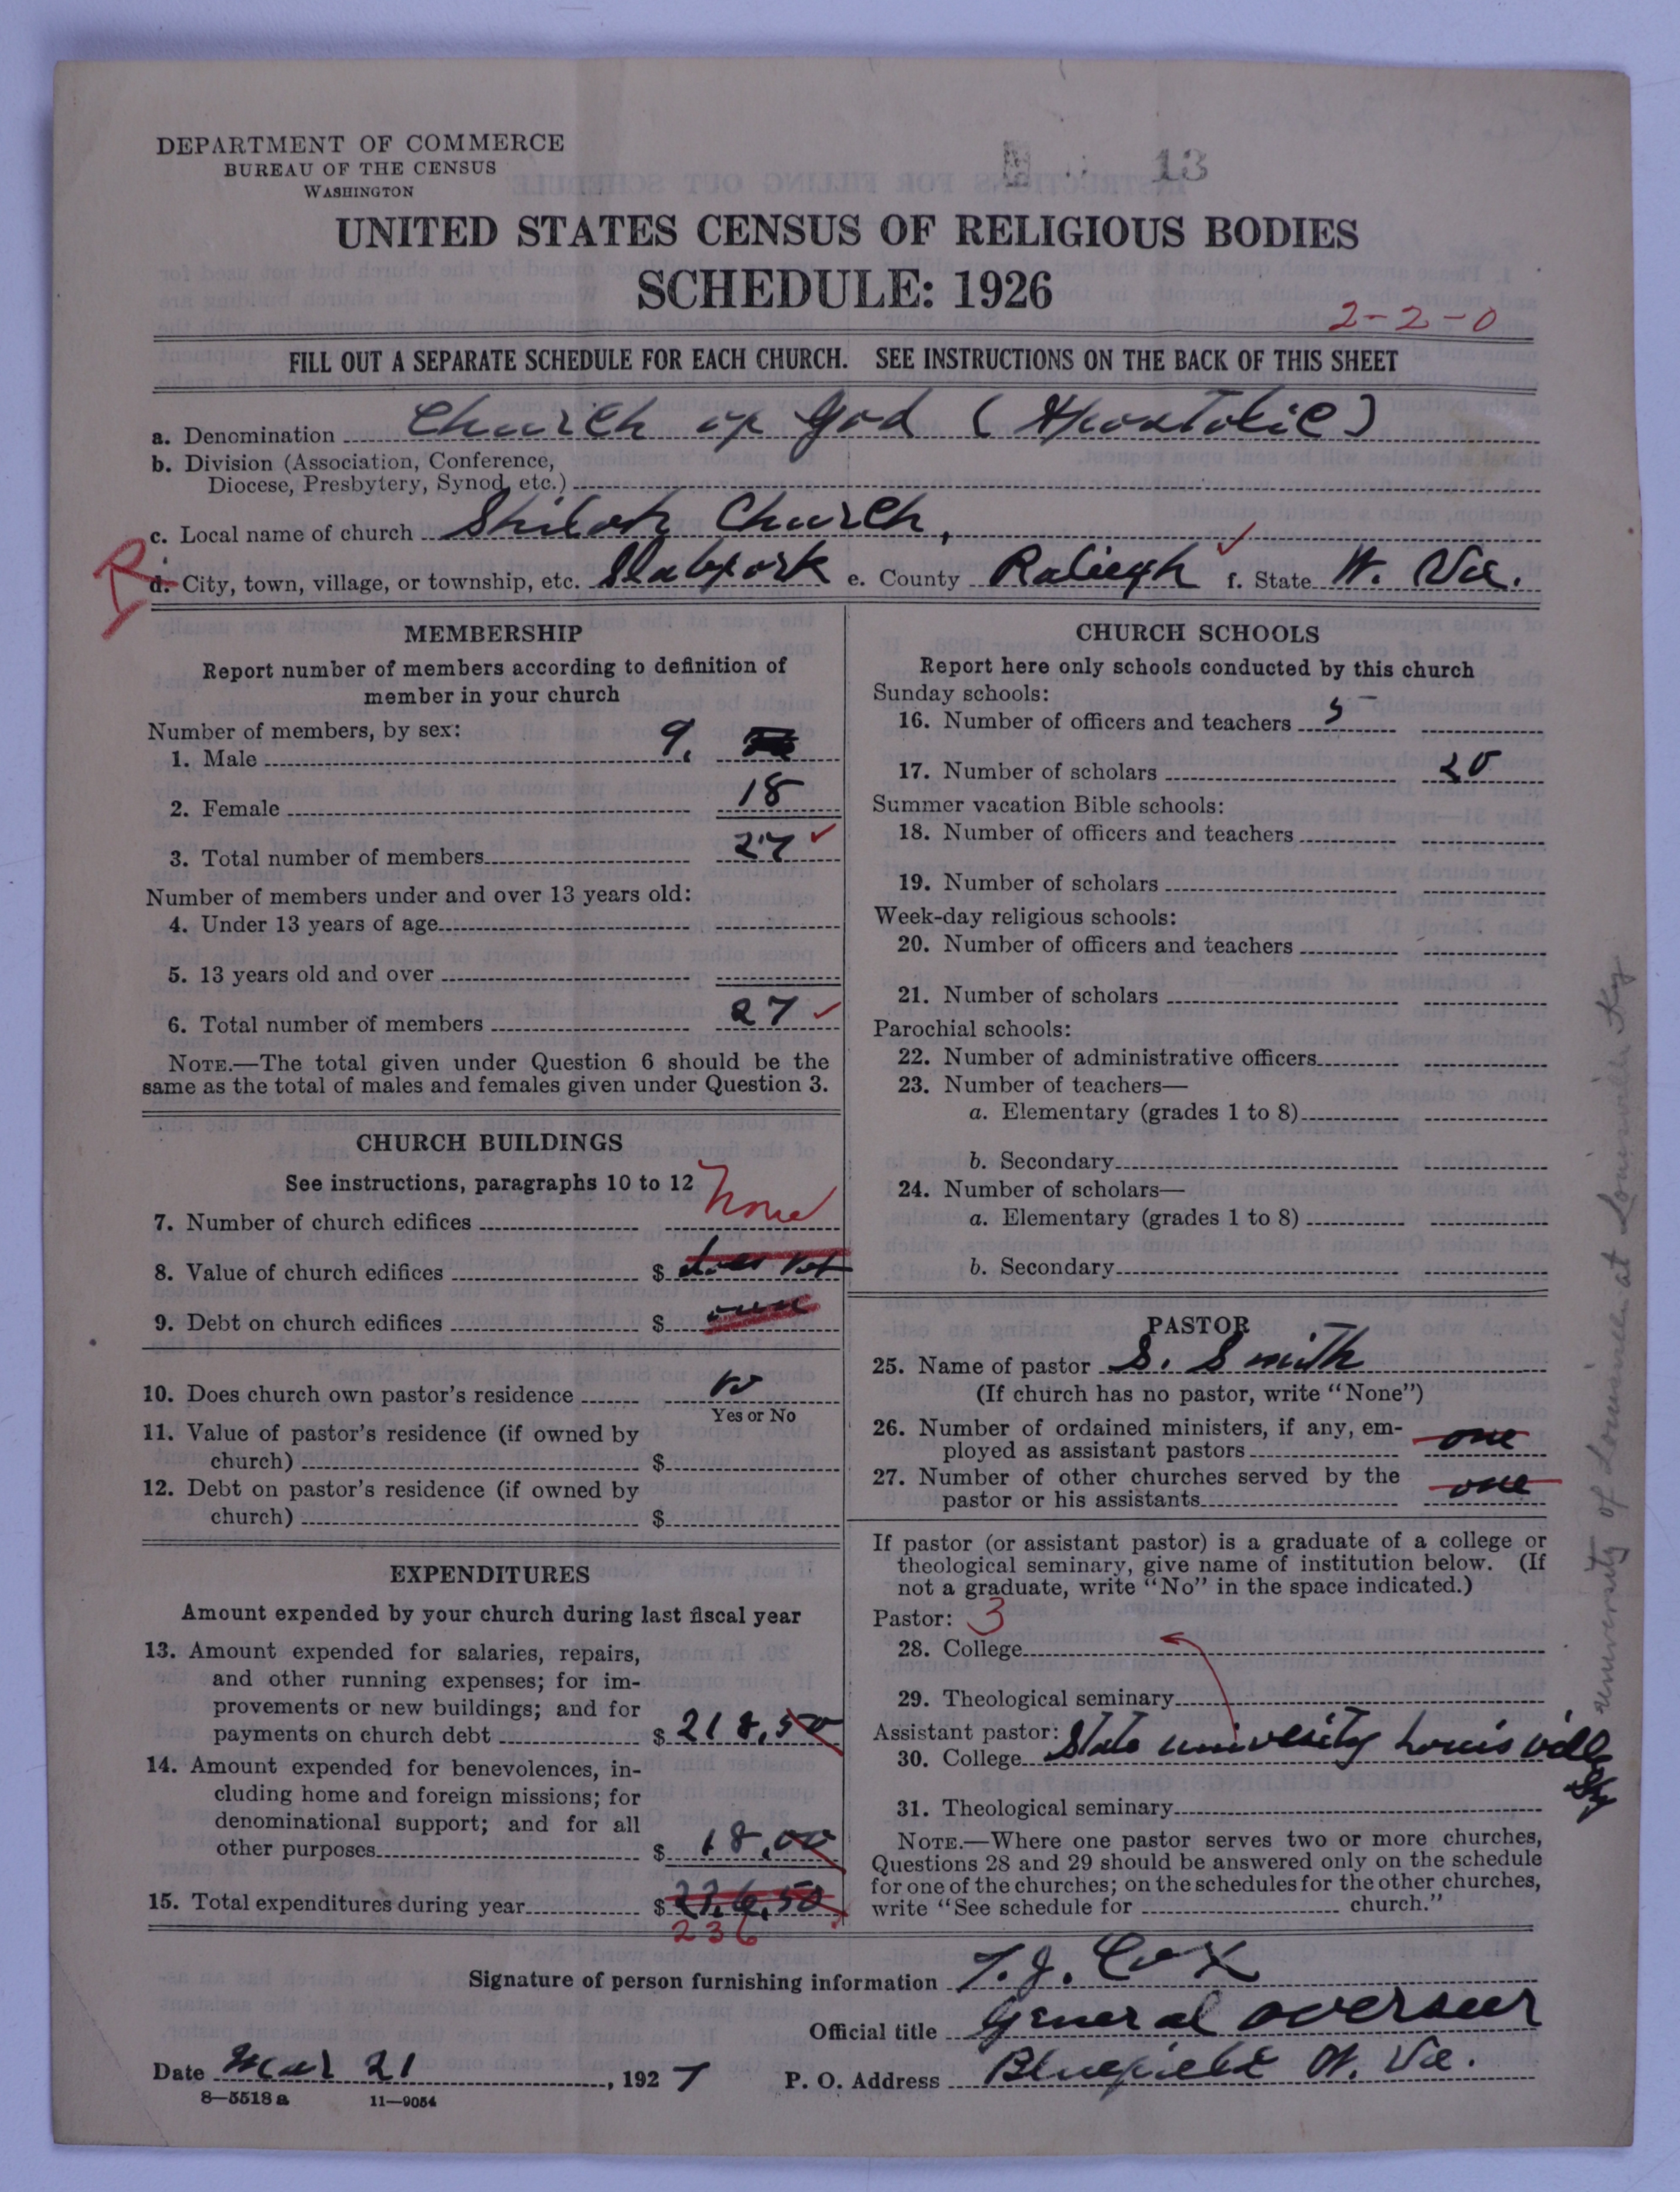 DEPARTMENT OF COMMERCE
BUREAU OF THE CENSUS
WASHINGTON
13
UNITED STATES CENSUS OF RELIGIOUS BODIES
SCHEDULE: 1926
2-2-0
FILL OUT A SEPARATE SCHEDULE FOR EACH CHURCH. SEE INSTRUCTIONS ON THE BACK OF THIS SHEET
a. Denomination Church of God (Apostolic)
b. Division (Association, Conference,
Diocese, Presbytery, Synod, etc.)
c. Local name of church Shiloh Church,
R
d. City, town, village, or township, etc. Slabfork e. County Raliegh f. State W. Va.
MEMBERSHIP
Report number of members according to definition of
member in your church
Number of members, by sex:
1. Male 9.
2. Female 18
3. Total number of members 27
Number of members under and over 13 years old:
4. Under 13 years of age
5. 13 years old and over
6. Total number of members 27
NOTE.—The total given under Question 6 should be the
same as the total of males and females given under Question 3.
CHURCH BUILDINGS
See instructions, paragraphs 10 to 12
7. Number of church edifices None
8. Value of church edifices $ does not
9. Debt on church edifices $ own
10. Does church own pastor's residence no
Yes or No
11. Value of pastor's residence (if owned by
church) $
12. Debt on pastor's residence (if owned by
church) $
EXPENDITURES
Amount expended by your church during last fiscal year
13. Amount expended for salaries, repairs,
and other running expenses; for im-
provements or new buildings; and for
payments on church debt $ 218.50
14. Amount expended for benevolences, in-
cluding home and foreign missions; for
denominational support; and for all
other purposes $ 18.00
15. Total expenditures during year $ 236.50
236
CHURCH SCHOOLS
Report here only schools conducted by this church
Sunday schools:
16. Number of officers and teachers 5
17. Number of scholars 20
Summer vacation Bible schools:
18. Number of officers and teachers
19. Number of scholars
Week-day religious schools:
20. Number of officers and teachers
21. Number of scholars
Parochial schools:
22. Number of administrative officers
23. Number of teachers—
a. Elementary (grades 1 to 8)
b. Secondary
24. Number of scholars—
a. Elementary (grades 1 to 8)
b. Secondary
PASTOR
25. Name of pastor S. Smith
(If church has no pastor, write "None")
26. Number of ordained ministers, if any, em-
ployed as assistant pastors one
27. Number of other churches served by the
pastor or his assistants one
If pastor (or assistant pastor) is a graduate of a college or
theological seminary, give name of institution below. (If
not a graduate, write "No" in the space indicated.)
Pastor: 3
28. College
29. Theological seminary
Assistant pastor:
30. College State univesity Louisville Ky
31. Theological seminary
NOTE.—Where one pastor serves two or more churches,
Questions 28 and 29 should be answered only on the schedule
for one of the churches; on the schedules for the other churches,
write "See schedule for church."
university of Louisville at Louisville Ky
Signature of person furnishing information T. J. Cox
Official title General overseer
Date Mar 21, 1927 P. O. Address Bluefield W. Va.
8—5518 a 11—9054